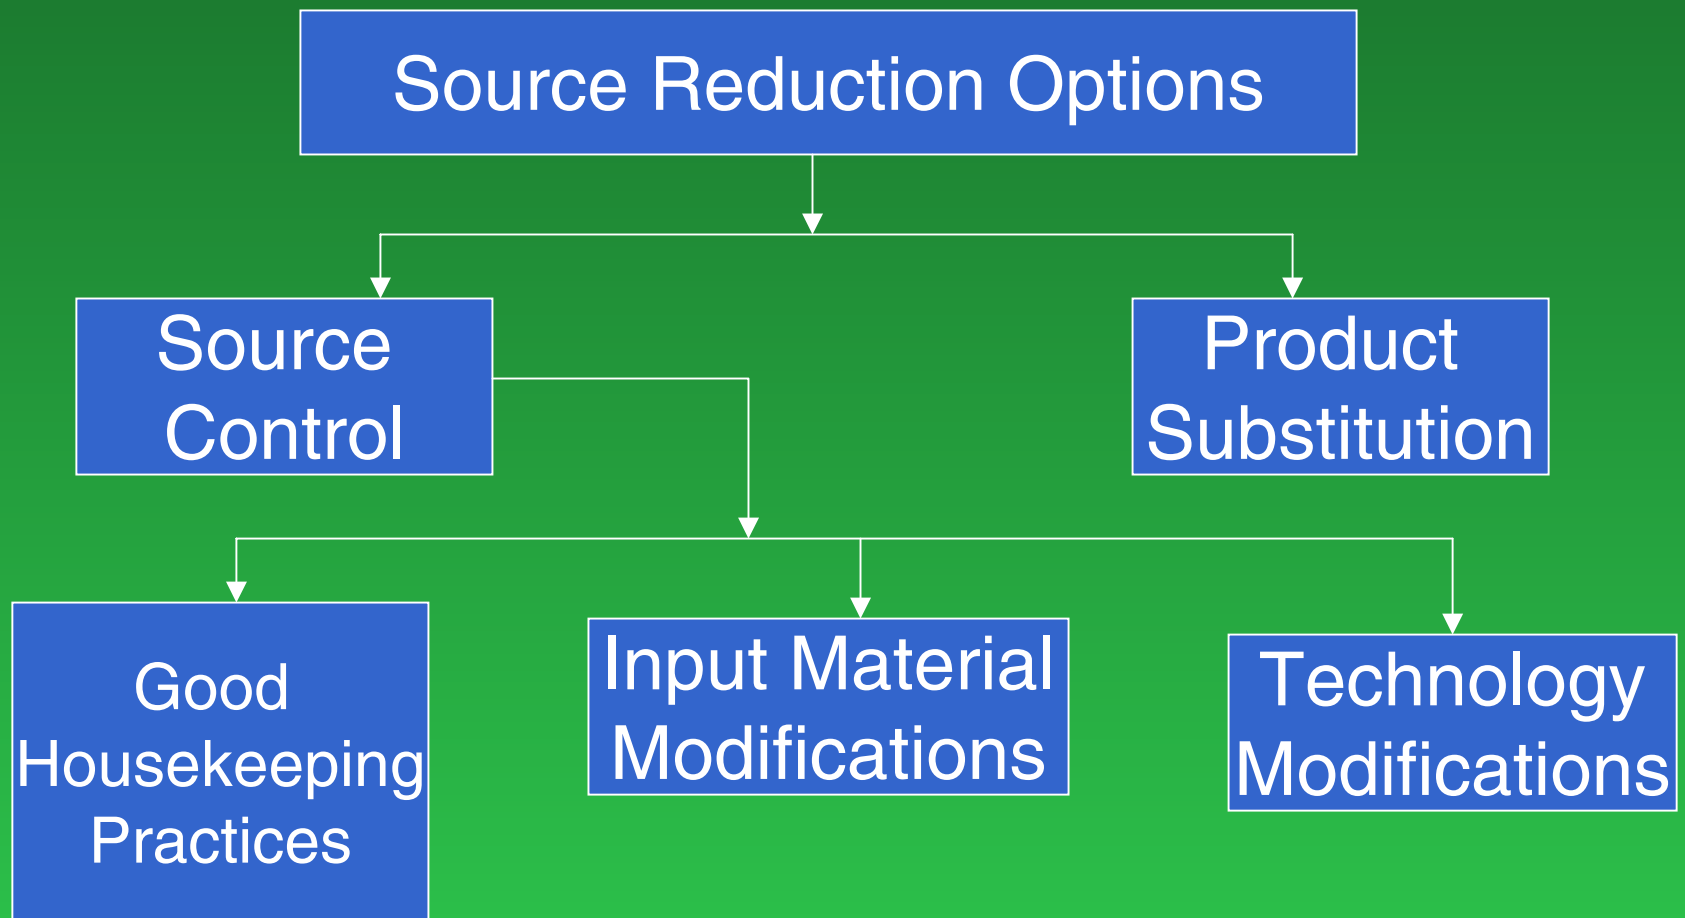 Source Reduction Options
Source
Control
Product
Substitution
Good
Housekeeping
Practices
Input Material
Modifications
Technology
Modifications